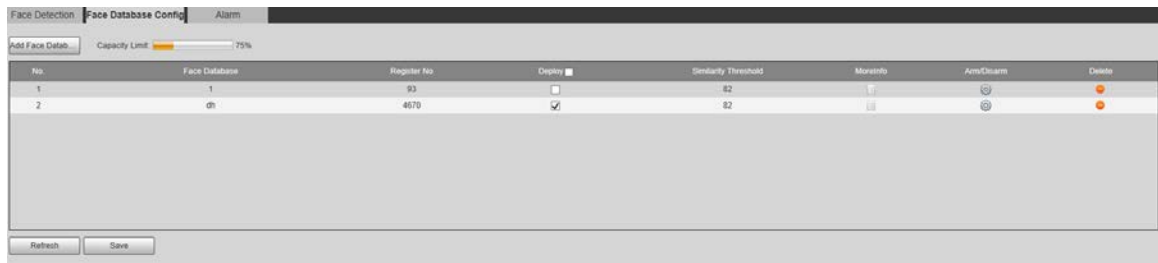 Face Detection Face Database Config Alarm
Add Face Datab... Capacity Limit: 75%
No. Face Database Register No Deploy Similarity Threshold MoreInfo Arm/Disarm Delete
1 1 93 82
2 dh 4670 82
Refresh Save